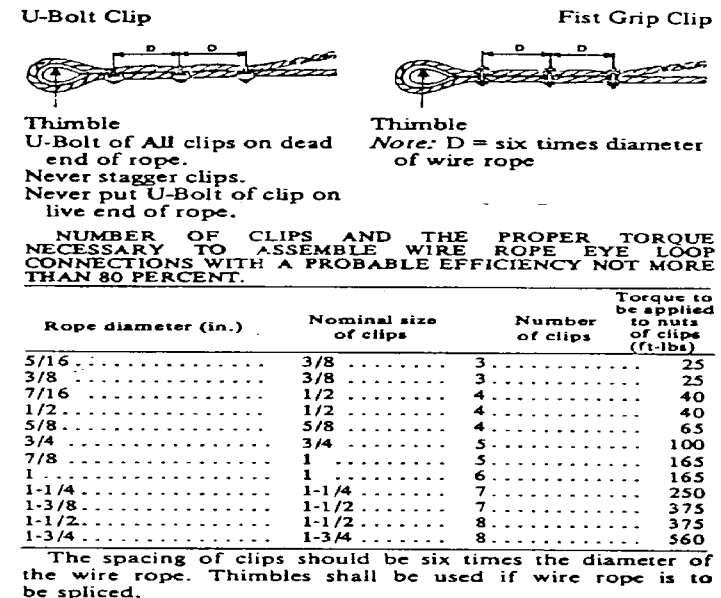 U-Bolt Clip
Fist Grip Clip
D D
D D
Thimble
U-Bolt of All clips on dead
end of rope.
Never stagger clips.
Never put U-Bolt of clip on
live end of rope.
Thimble
Note: D = six times diameter
of wire rope
NUMBER OF CLIPS AND THE PROPER TORQUE
NECESSARY TO ASSEMBLE WIRE ROPE EYE LOOP
CONNECTIONS WITH A PROBABLE EFFICIENCY NOT MORE
THAN 80 PERCENT.
Rope diameter (in.) Nominal size of clips Number of clips Torque to be applied to nuts of clips (ft-lbs)
5/16 3/8 3 25
3/8 3/8 3 25
7/16 1/2 4 40
1/2 1/2 4 40
5/8 5/8 4 65
3/4 3/4 5 100
7/8 1 5 165
1 1 6 165
1-1/4 1-1/4 7 250
1-3/8 1-1/2 7 375
1-1/2 1-1/2 8 375
1-3/4 1-3/4 8 560
The spacing of clips should be six times the diameter of
the wire rope. Thimbles shall be used if wire rope is to
be spliced.